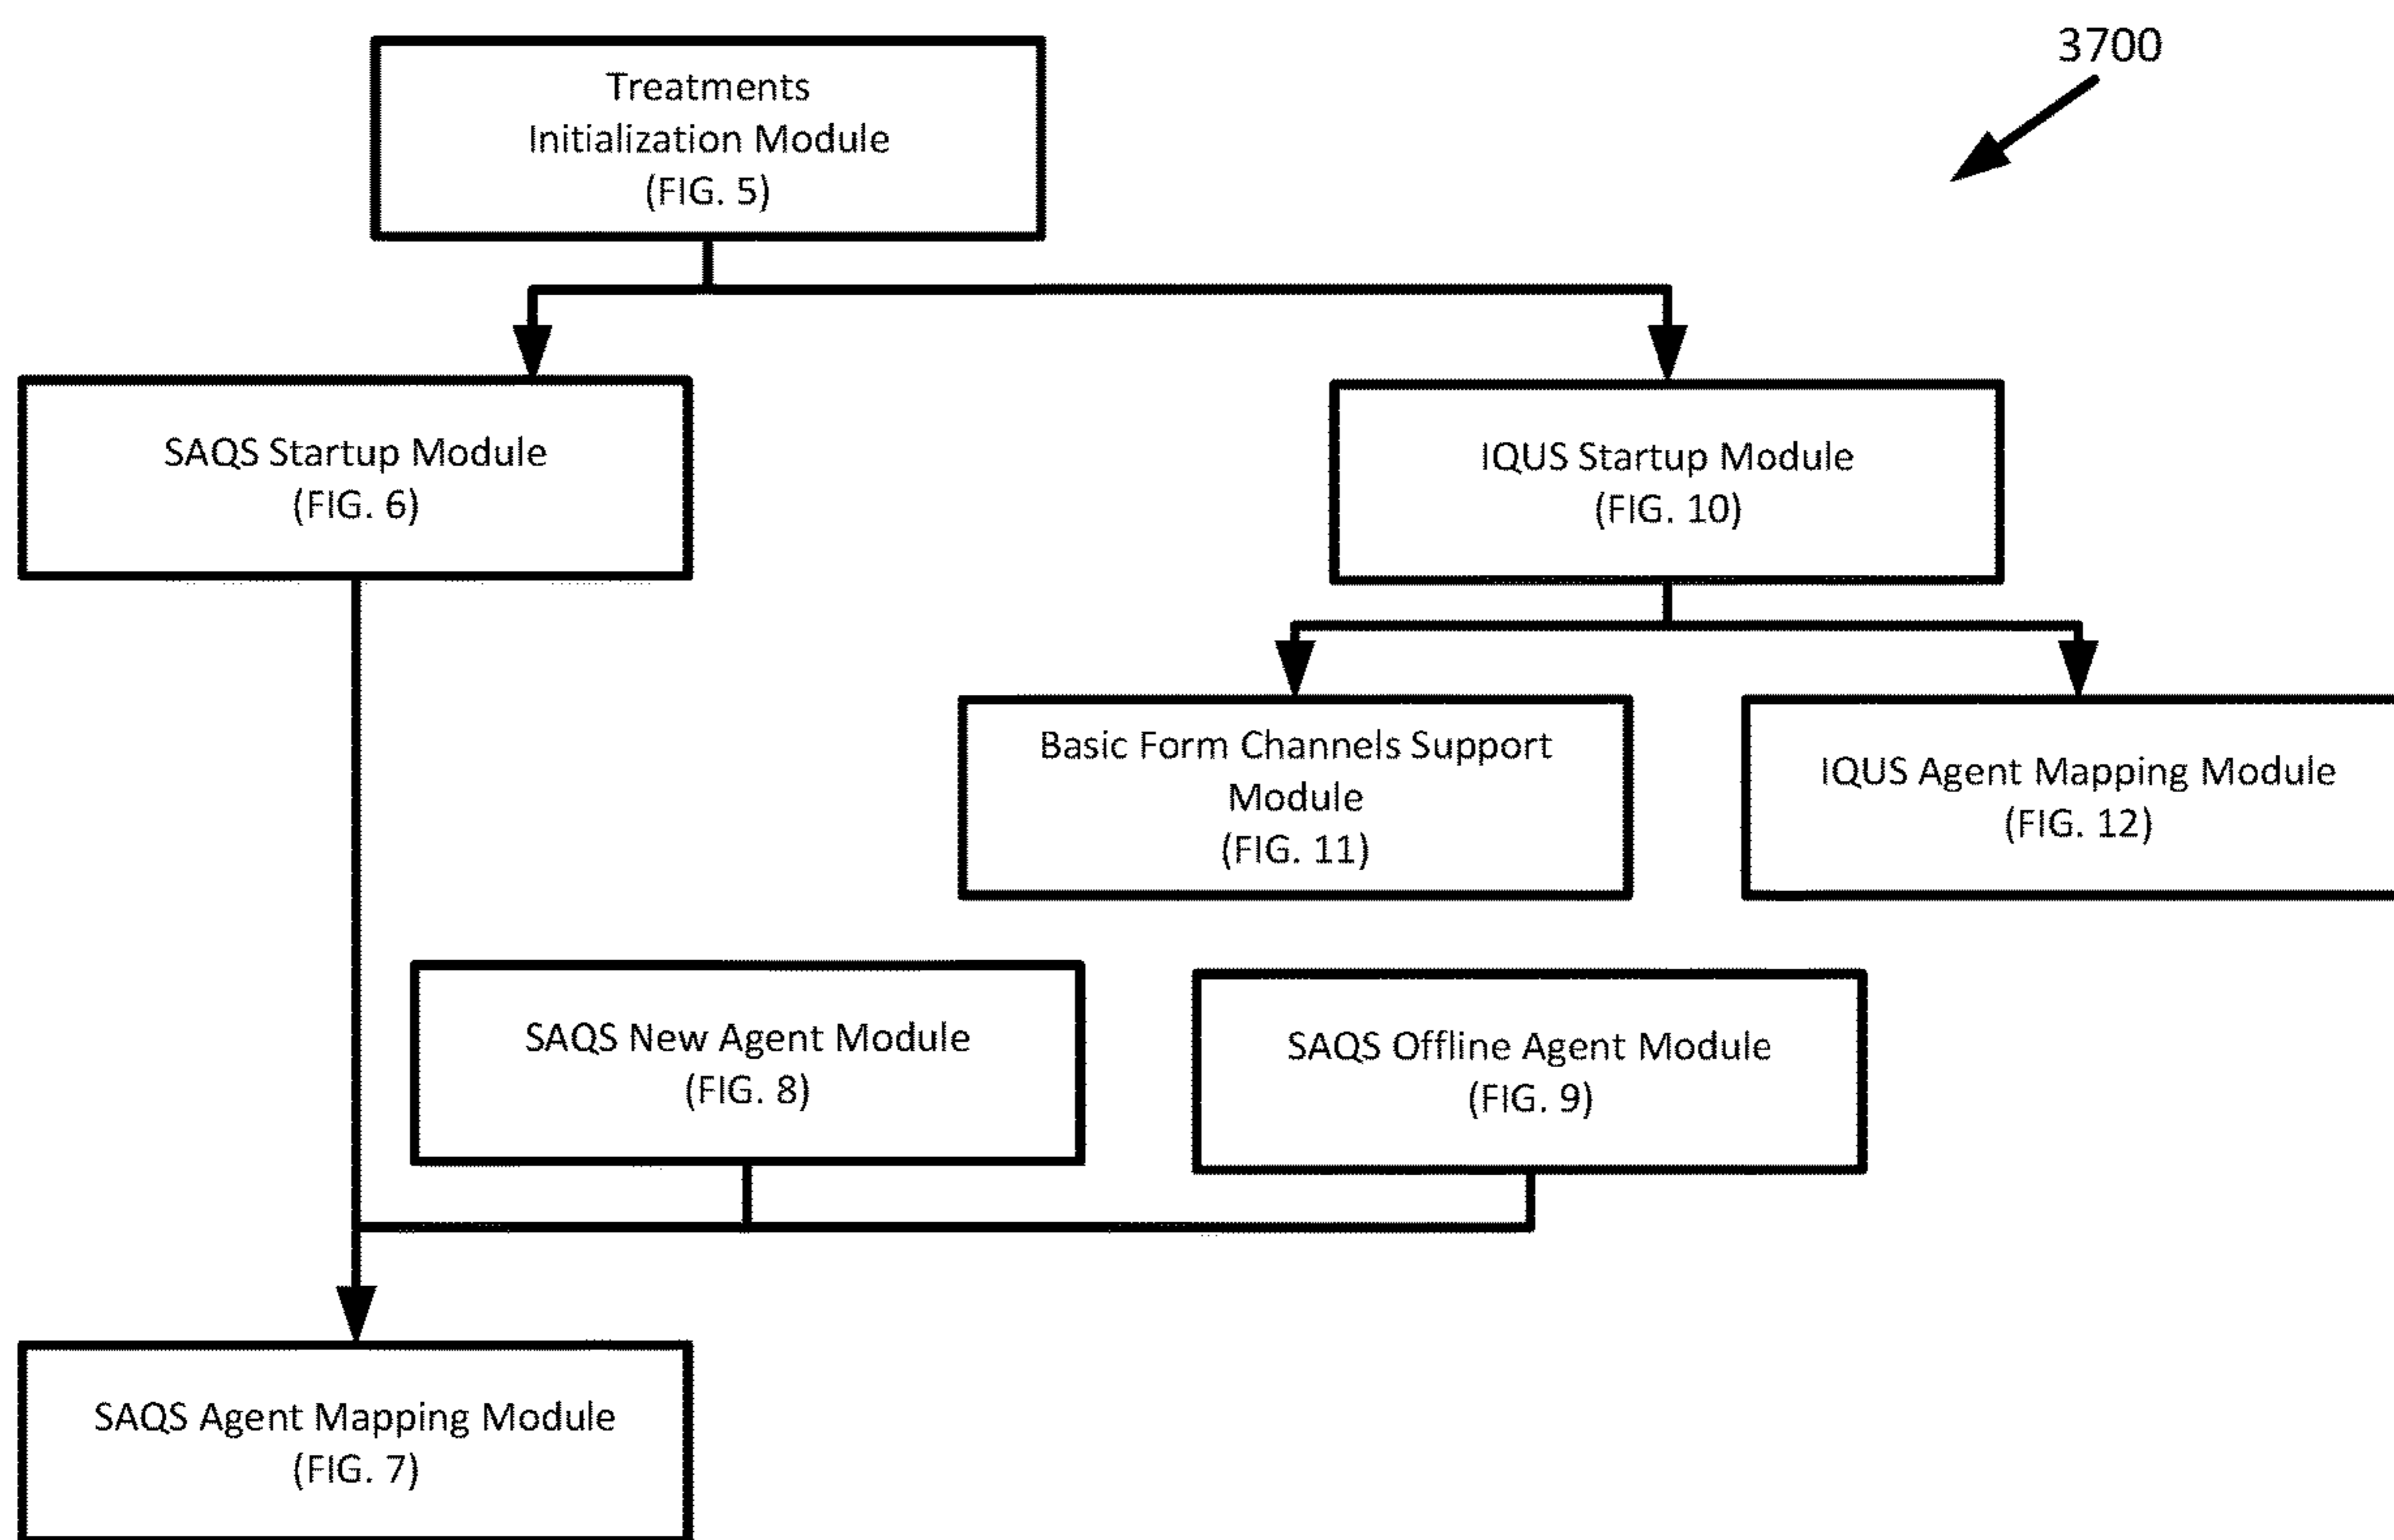 3700
Treatments
Initialization Module
(FIG. 5)
SAQS Startup Module
(FIG. 6)
IQUS Startup Module
(FIG. 10)
Basic Form Channels Support
Module
(FIG. 11)
IQUS Agent Mapping Module
(FIG. 12)
SAQS New Agent Module
(FIG. 8)
SAQS Offline Agent Module
(FIG. 9)
SAQS Agent Mapping Module
(FIG. 7)